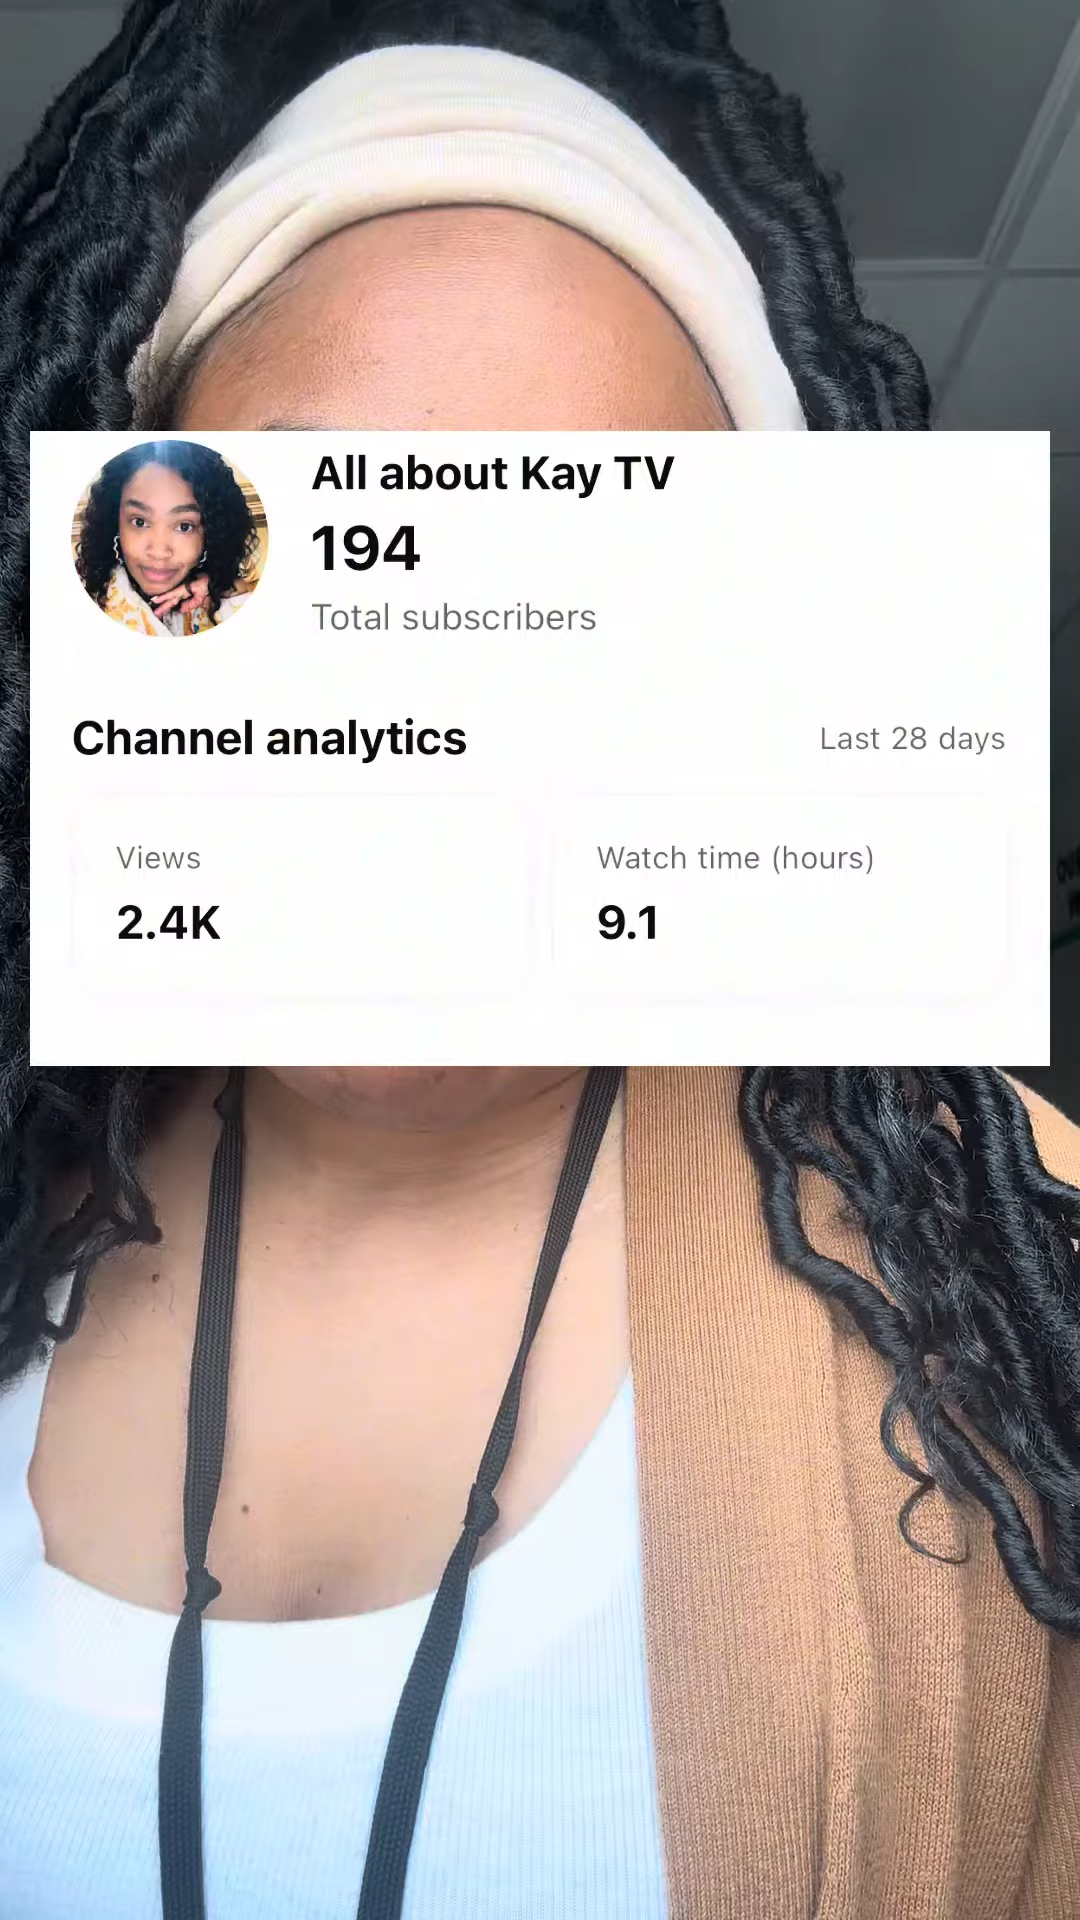 All about Kay TV
194
Total subscribers
Channel analytics
Last 28 days
Views
Watch time (hours)
2.4K
9.1